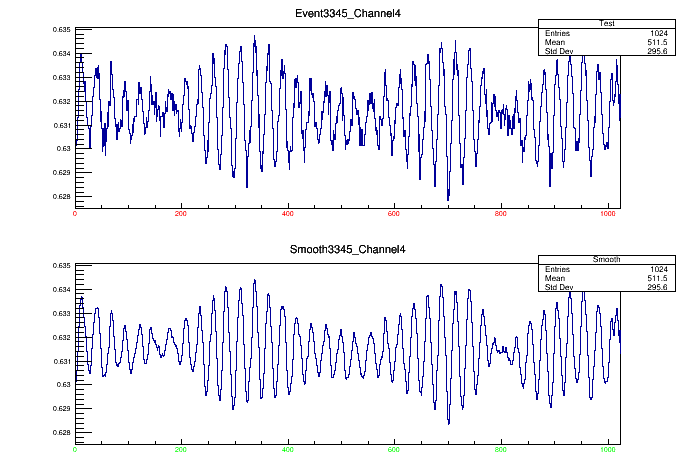 Event3345_Channel4
Test
Entries 1024
Mean 511.5
Std Dev 295.6
0.635
0.634
0.633
0.632
0.631
0.63
0.629
0.628
0 200 400 600 800 1000
Smooth3345_Channel4
Smooth
Entries 1024
Mean 511.5
Std Dev 295.6
0.635
0.634
0.633
0.632
0.631
0.63
0.629
0.628
0 200 400 600 800 1000